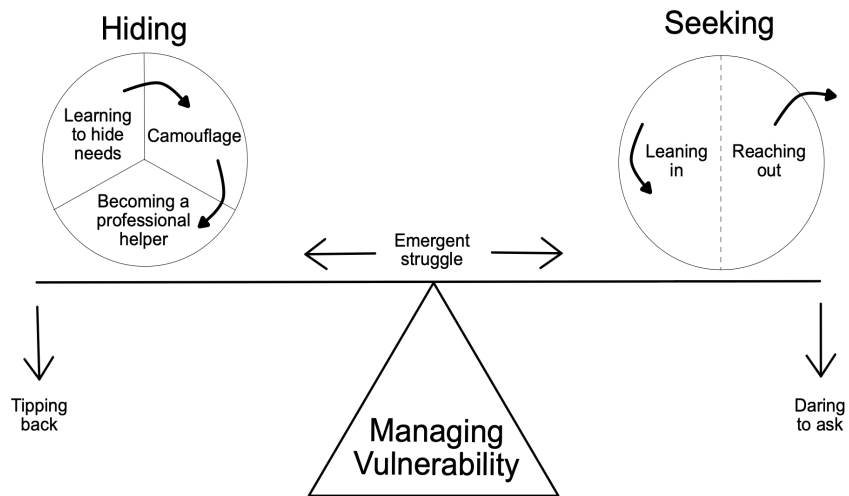 Hiding
Learning
to hide
needs
Camouflage
Becoming a
professional
helper
Seeking
Leaning
in
Reaching
out
Emergent
struggle
Tipping
back
Daring
to ask
Managing
Vulnerability